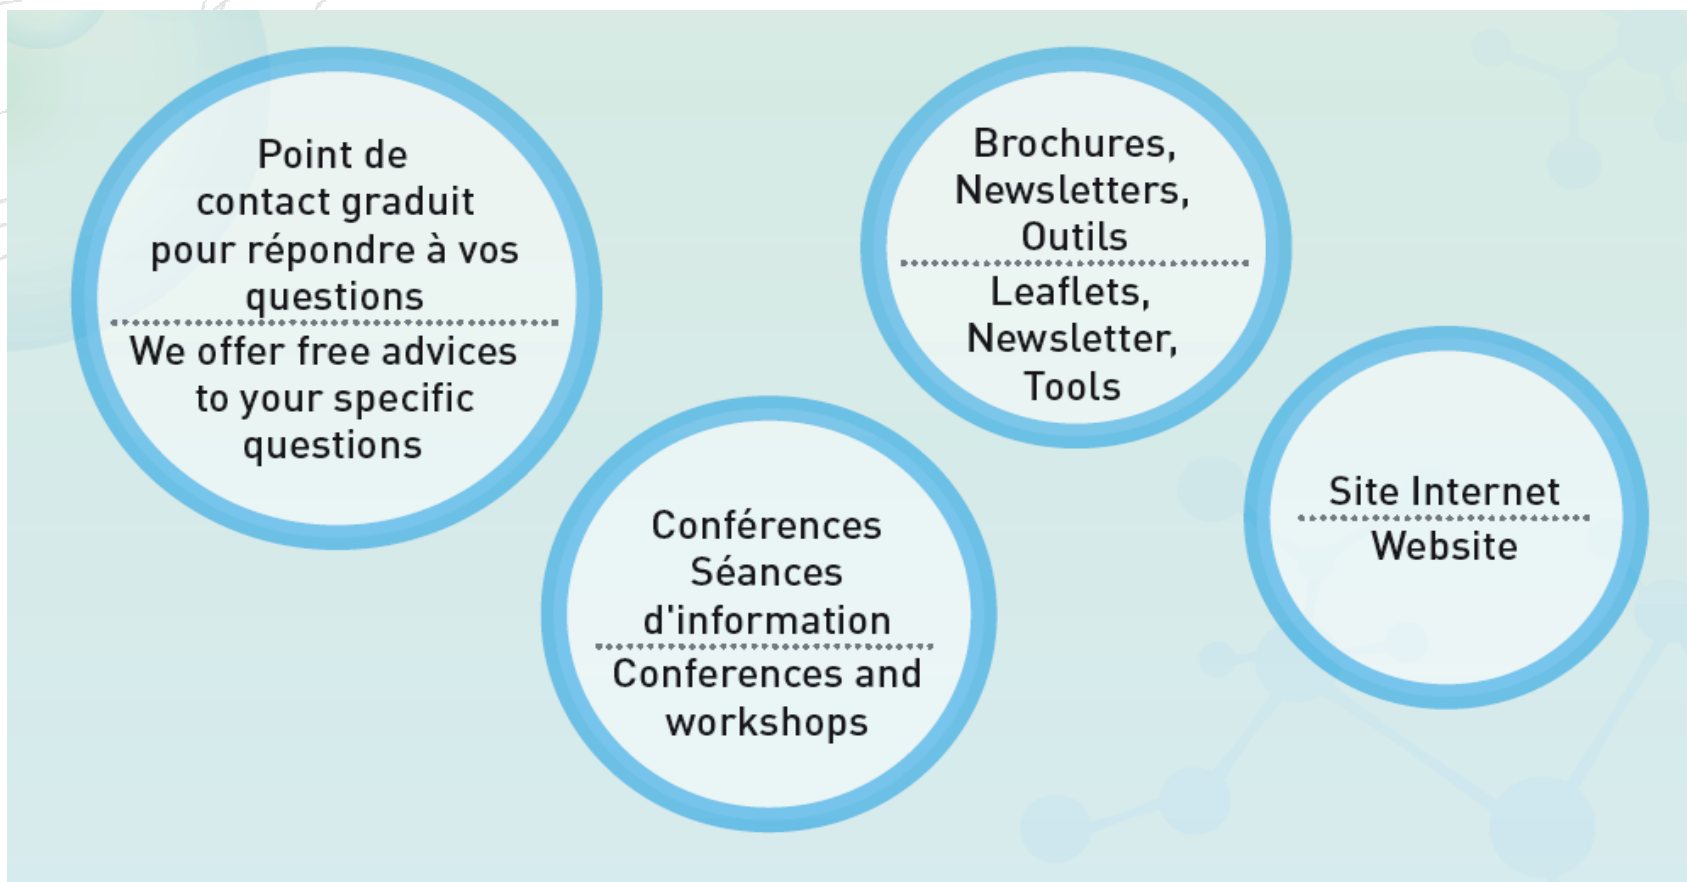 Point de
contact graduit
pour répondre à vos
questions
We offer free advices
to your specific
questions
Brochures,
Newsletters,
Outils
Leaflets,
Newsletter,
Tools
Conférences
Séances
d'information
Conferences and
workshops
Site Internet
Website